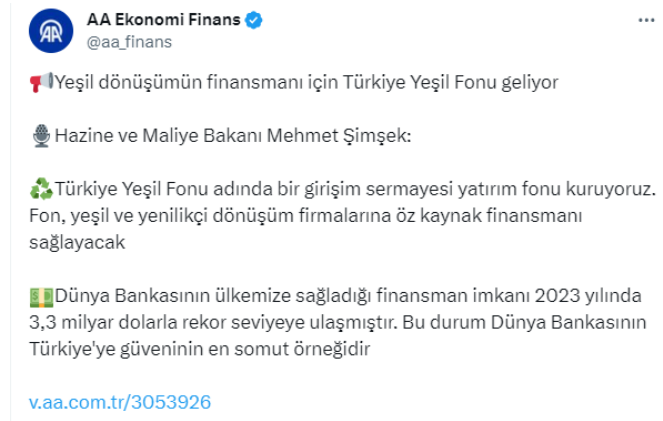 AA Ekonomi Finans
@aa_finans
Yeşil dönüşümün finansmanı için Türkiye Yeşil Fonu geliyor
Hazine ve Maliye Bakanı Mehmet Şimşek:
Türkiye Yeşil Fonu adında bir girişim sermayesi yatırım fonu kuruyoruz.
Fon, yeşil ve yenilikçi dönüşüm firmalarına öz kaynak finansmanı
sağlayacak
Dünya Bankasının ülkemize sağladığı finansman imkanı 2023 yılında
3,3 milyar dolarla rekor seviyeye ulaşmıştır. Bu durum Dünya Bankasının
Türkiye'ye güveninin en somut örneğidir
v.aa.com.tr/3053926